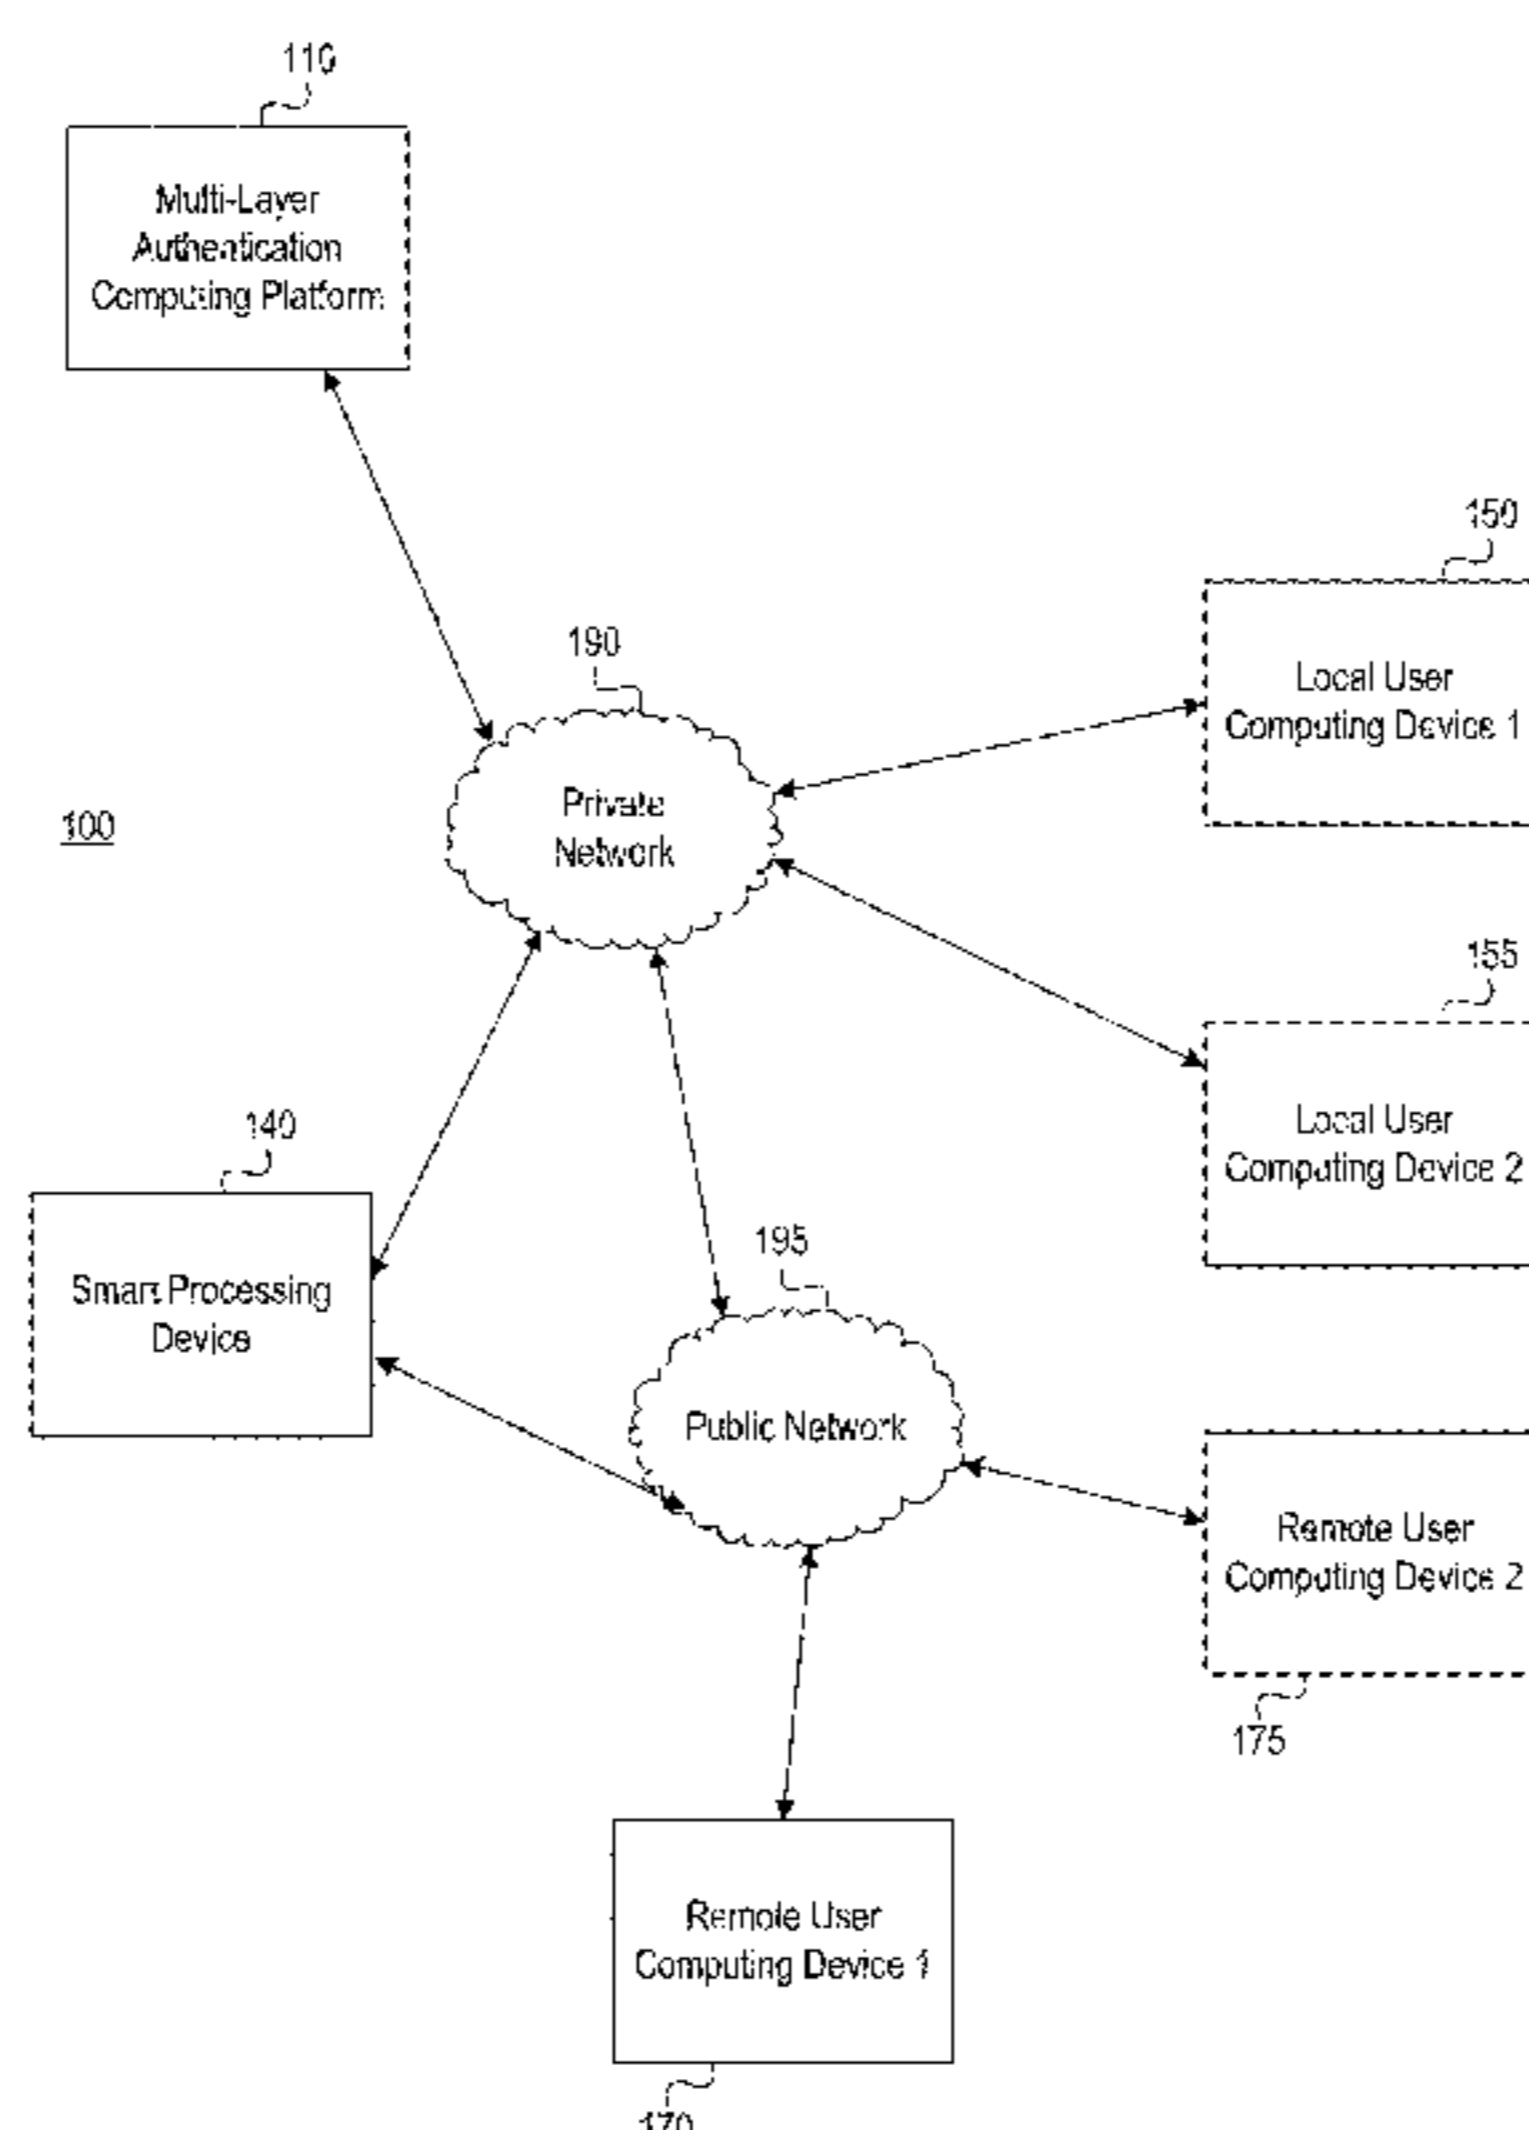 110
Multi-Layer
Authentication
Computing Platform
150
Local User
Computing Device 1
190
Private
Network
100
155
Local User
Computing Device 2
140
Smart Processing
Device
195
Public Network
Remote User
Computing Device 2
175
Remote User
Computing Device 1
170